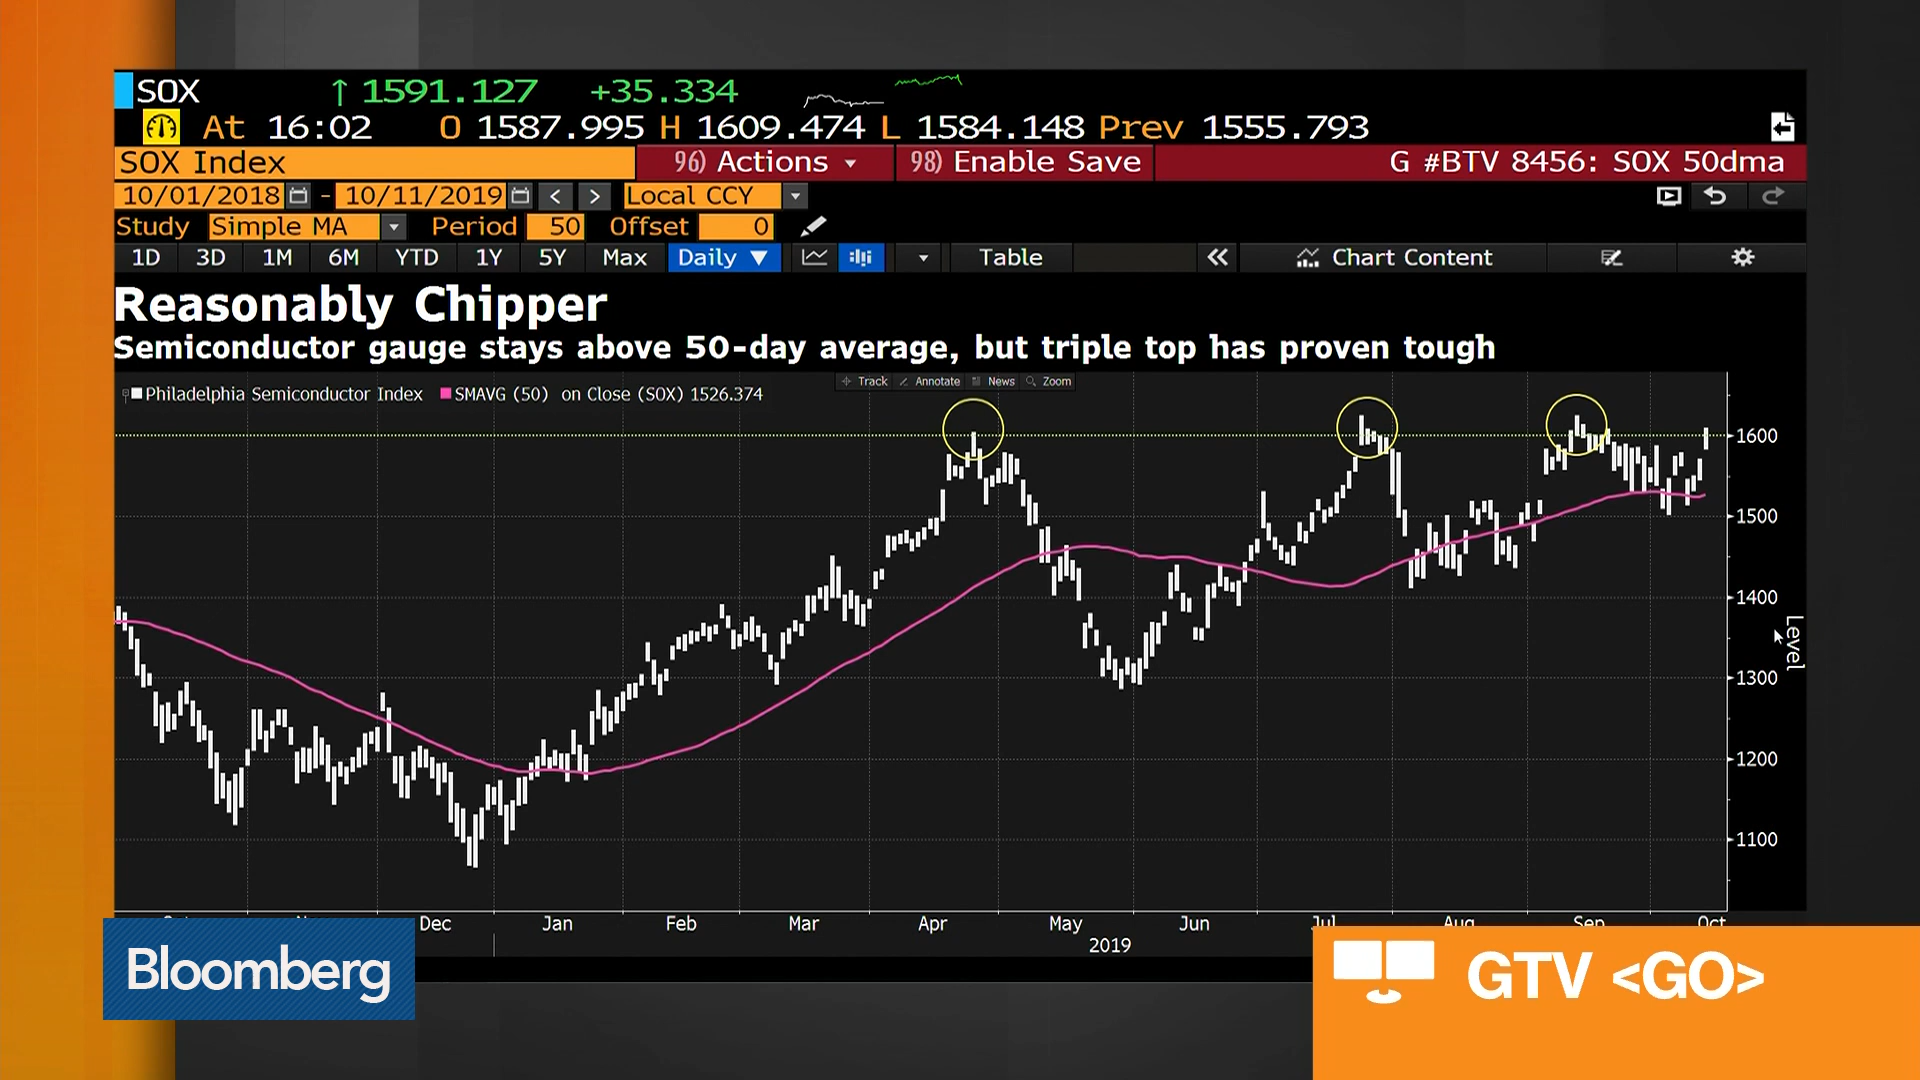 SOX ↑ 1591.127 +35.334
At 16:02 O 1587.995 H 1609.474 L 1584.148 Prev 1555.793
SOX Index 96) Actions 98) Enable Save G #BTV 8456: SOX 50dma
10/01/2018 - 10/11/2019 < > Local CCY
Study Simple MA Period 50 Offset 0
1D 3D 1M 6M YTD 1Y 5Y Max Daily ▼ Table « Chart Content
Reasonably Chipper
Semiconductor gauge stays above 50-day average, but triple top has proven tough
Track Annotate News Zoom
Philadelphia Semiconductor Index SMAVG (50) on Close (SOX) 1526.374
1600
1500
1400
1300
1200
1100
Level
Dec Jan Feb Mar Apr May Jun Jul Aug Sep Oct
2019
Bloomberg
GTV <GO>